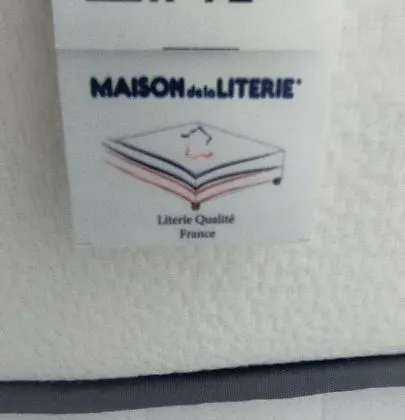 MAISON de la LITERIE®
Literie Qualité
France